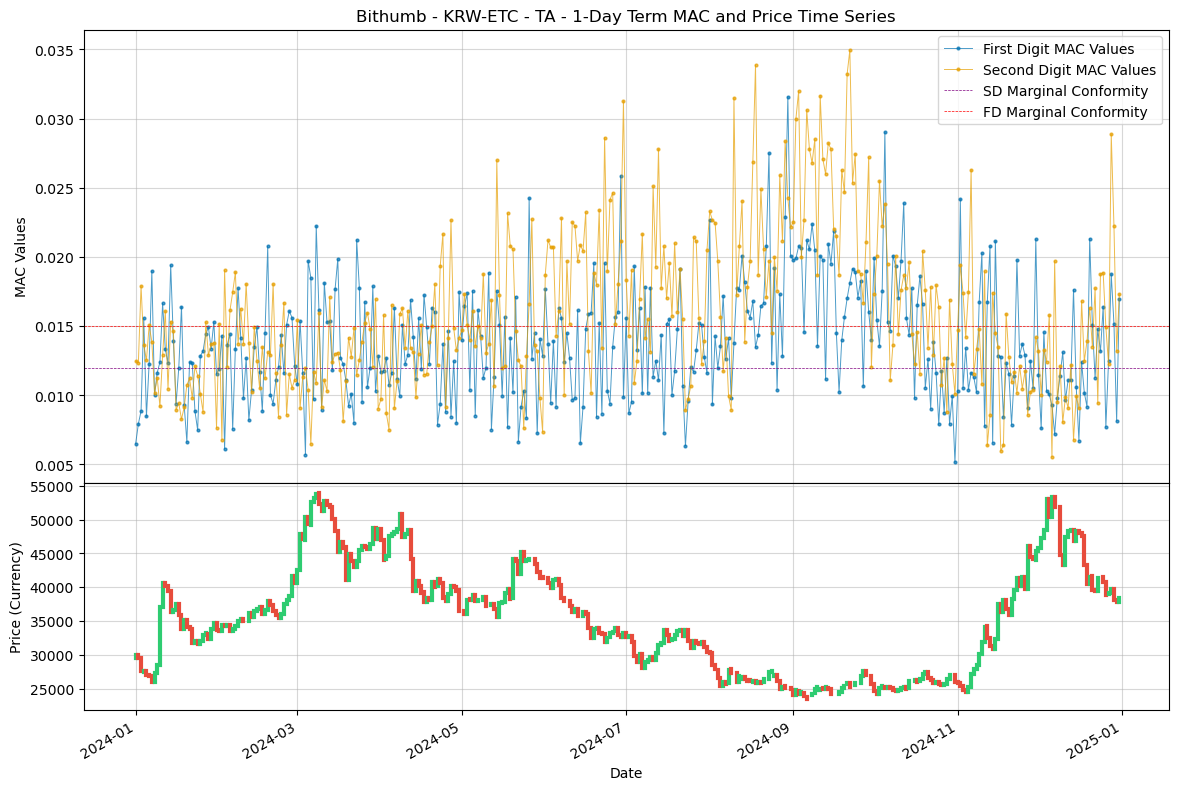 Bithumb - KRW-ETC - TA - 1-Day Term MAC and Price Time Series
First Digit MAC Values
Second Digit MAC Values
SD Marginal Conformity
FD Marginal Conformity
MAC Values
0.035
0.030
0.025
0.020
0.015
0.010
0.005
Price (Currency)
55000
50000
45000
40000
35000
30000
25000
2024-01
2024-03
2024-05
2024-07
2024-09
2024-11
2025-01
Date